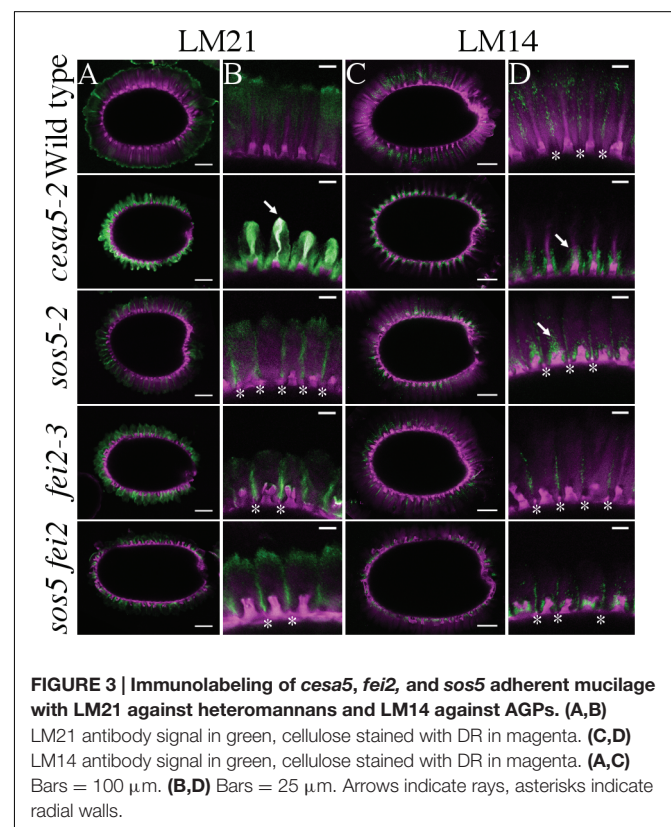 LM21 LM14
A B C D
Wild type
cesa5-2
sos5-2
* * *
* * * * *
* * *
fei2-3
* *
* * * *
sos5 fei2
* *
* * *
FIGURE 3 | Immunolabeling of cesa5, fei2, and sos5 adherent mucilage
with LM21 against heteromannans and LM14 against AGPs. (A,B)
LM21 antibody signal in green, cellulose stained with DR in magenta. (C,D)
LM14 antibody signal in green, cellulose stained with DR in magenta. (A,C)
Bars = 100 μm. (B,D) Bars = 25 μm. Arrows indicate rays, asterisks indicate
radial walls.